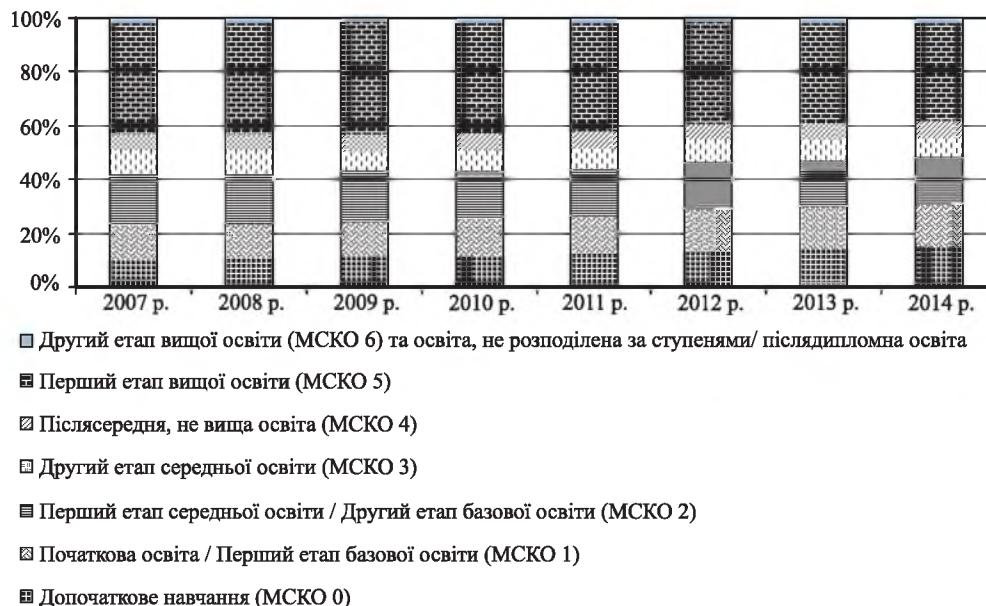 100%
80%
60%
40%
20%
0%
2007 р. 2008 р. 2009 р. 2010 р. 2011 р. 2012 р. 2013 р. 2014 р.
Другий етап вищої освіти (МСКО 6) та освіта, не розподілена за ступенями/ післядипломна освіта
Перший етап вищої освіти (МСКО 5)
Післясередня, не вища освіта (МСКО 4)
Другий етап середньої освіти (МСКО 3)
Перший етап середньої освіти / Другий етап базової освіти (МСКО 2)
Початкова освіта / Перший етап базової освіти (МСКО 1)
Допочаткове навчання (МСКО 0)